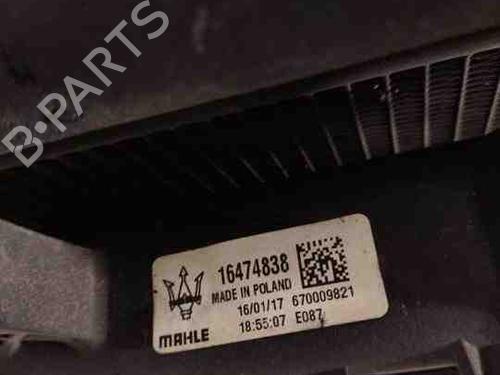 B-PARTS
16474838
MADE IN POLAND
16/01/17 670009821
18:55:07 E087
MAHLE